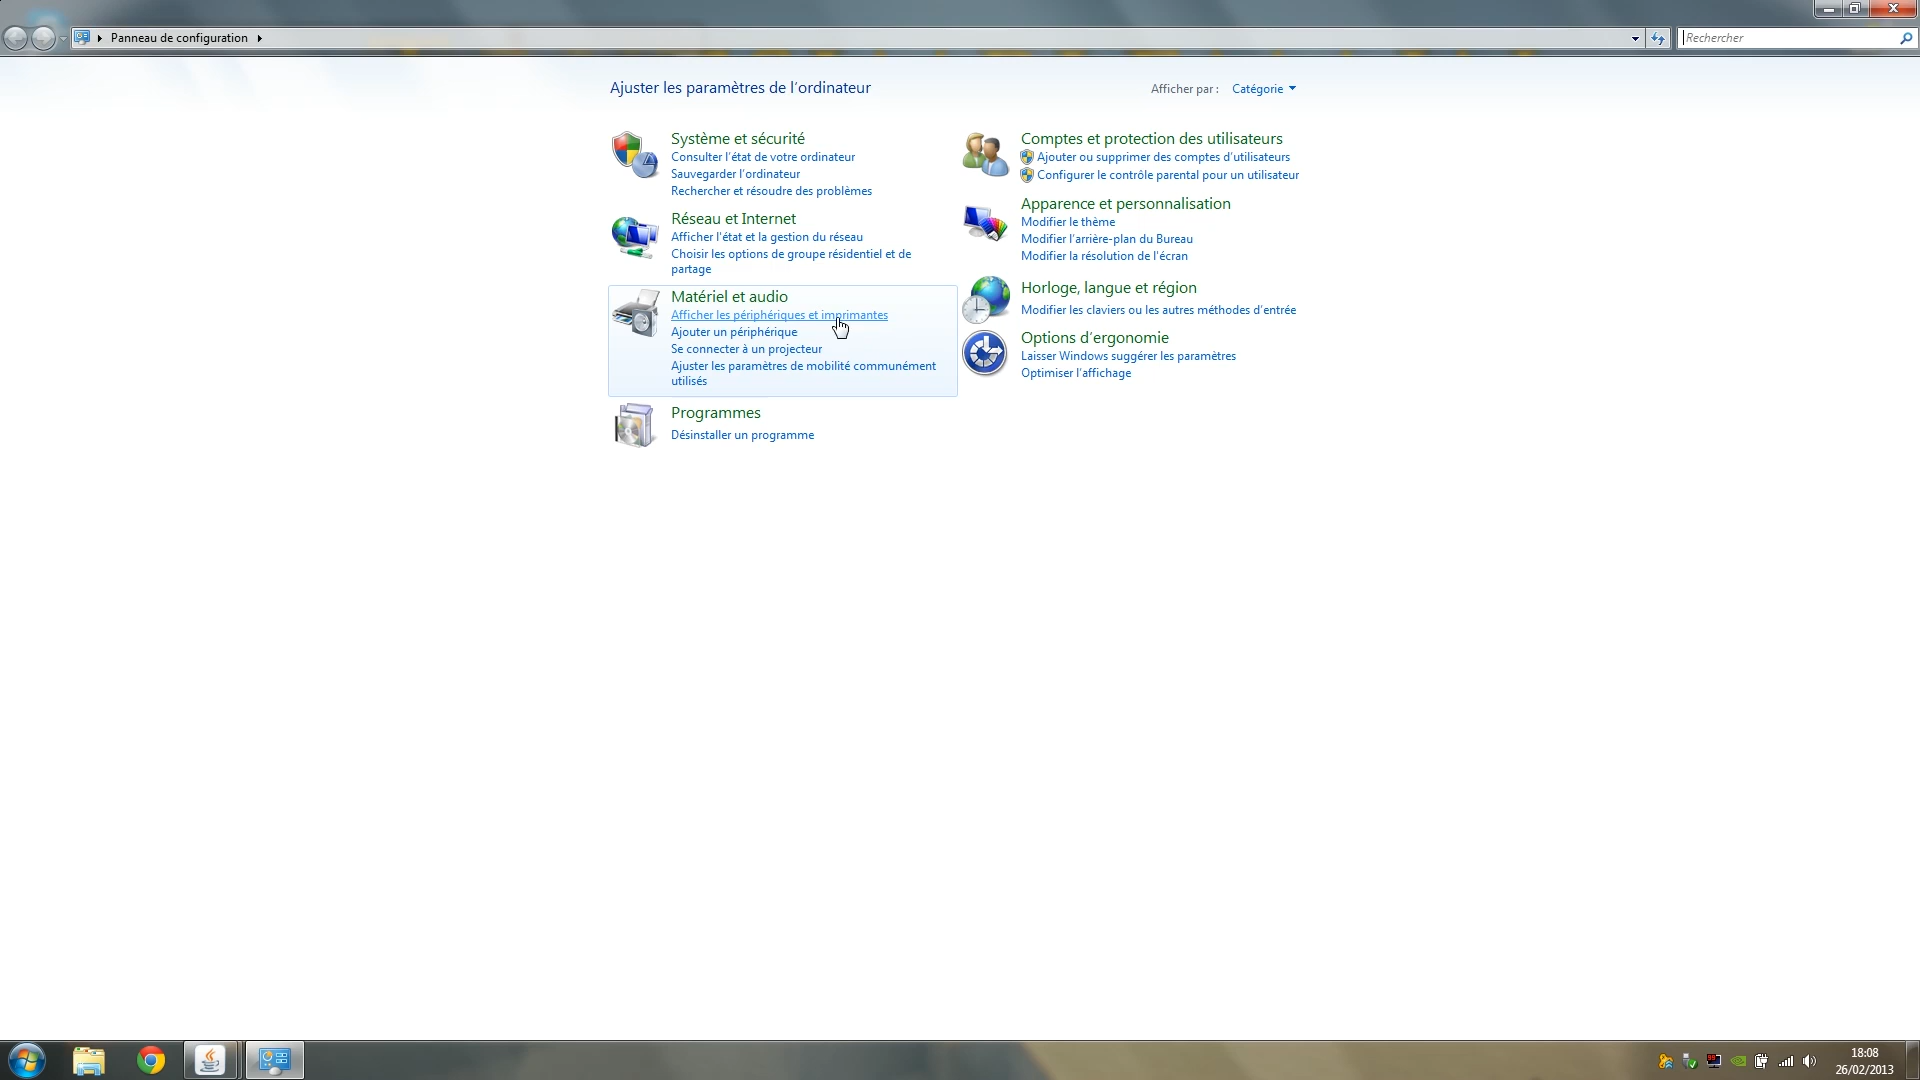 Panneau de configuration
Rechercher
Ajuster les paramètres de l'ordinateur
Afficher par : Catégorie
Système et sécurité
Consulter l'état de votre ordinateur
Sauvegarder l'ordinateur
Rechercher et résoudre des problèmes
Réseau et Internet
Afficher l'état et la gestion du réseau
Choisir les options de groupe résidentiel et de
partage
Matériel et audio
Afficher les périphériques et imprimantes
Ajouter un périphérique
Se connecter à un projecteur
Ajuster les paramètres de mobilité communément
utilisés
Programmes
Désinstaller un programme
Comptes et protection des utilisateurs
Ajouter ou supprimer des comptes d'utilisateurs
Configurer le contrôle parental pour un utilisateur
Apparence et personnalisation
Modifier le thème
Modifier l'arrière-plan du Bureau
Modifier la résolution de l'écran
Horloge, langue et région
Modifier les claviers ou les autres méthodes d'entrée
Options d'ergonomie
Laisser Windows suggérer les paramètres
Optimiser l'affichage
18:08
26/02/2013